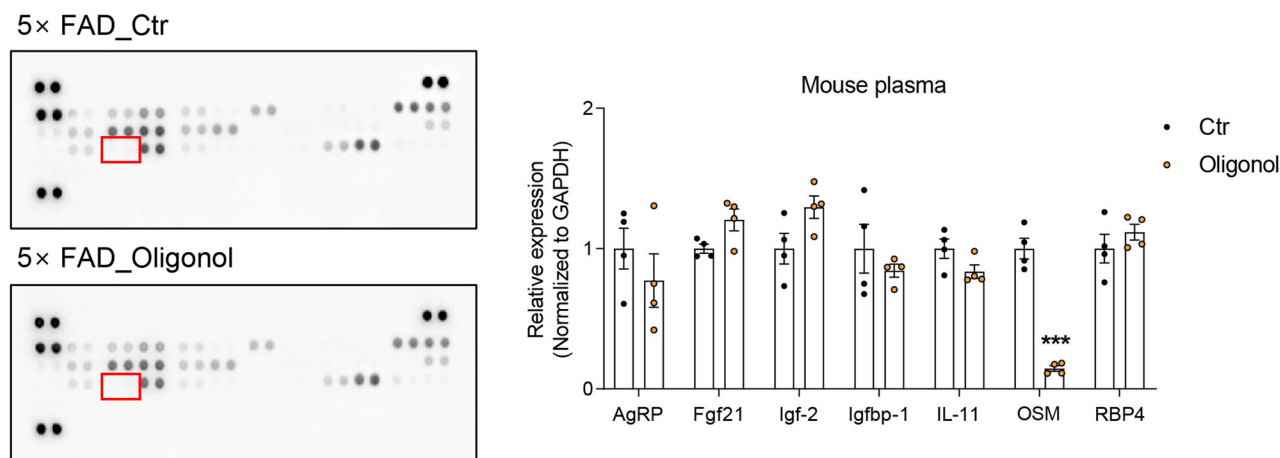 5× FAD_Ctr
5× FAD_Oligonol
Mouse plasma
Relative expression
(Normalized to GAPDH)
2
1
0
***
AgRP Fgf21 Igf-2 Igfbp-1 IL-11 OSM RBP4
Ctr
Oligonol